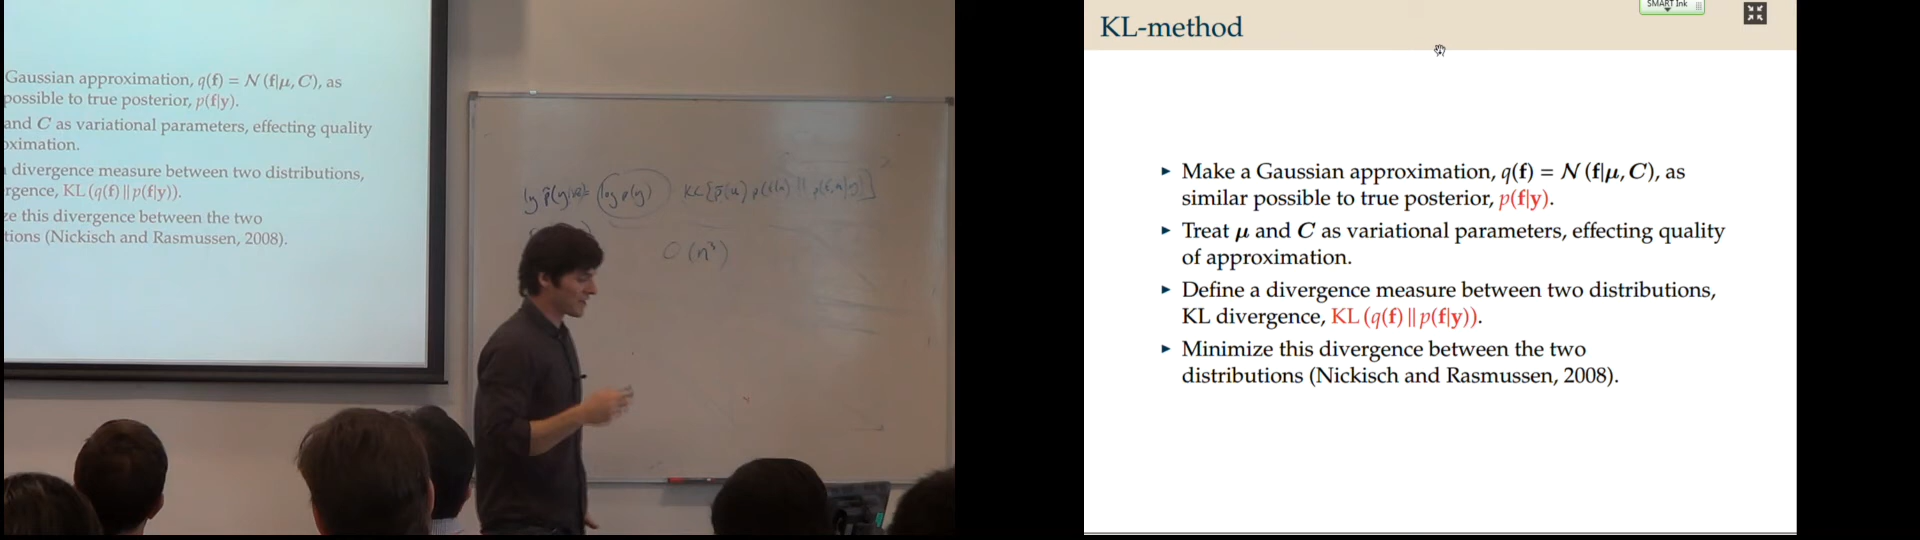 Gaussian approximation, q(f) = N(f|μ, C), as
possible to true posterior, p(f|y).
and C as variational parameters, effecting quality
oximation.
divergence measure between two distributions,
rgence, KL (q(f) || p(f|y)).
ze this divergence between the two
tions (Nickisch and Rasmussen, 2008).
O(n³)
SMART Ink
KL-method
▸ Make a Gaussian approximation, q(f) = N (f|μ, C), as
similar possible to true posterior, p(f|y).
▸ Treat μ and C as variational parameters, effecting quality
of approximation.
▸ Define a divergence measure between two distributions,
KL divergence, KL (q(f) || p(f|y)).
▸ Minimize this divergence between the two
distributions (Nickisch and Rasmussen, 2008).